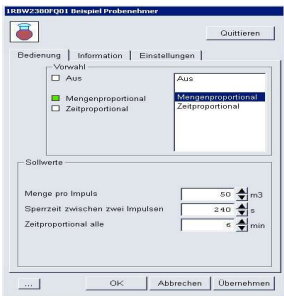 1RBW2300FQ01 Beispiel Probenehmer
Quittieren
Bedienung Information Einstellungen
Vorwahl
Aus
Mengenproportional
Zeitproportional
Aus
Mengenproportional
Zeitproportional
Sollwerte
Menge pro Impuls 50 m3
Sperrzeit zwischen zwei Impulsen 240 s
Zeitproportional alle 6 min
... OK Abbrechen Übernehmen